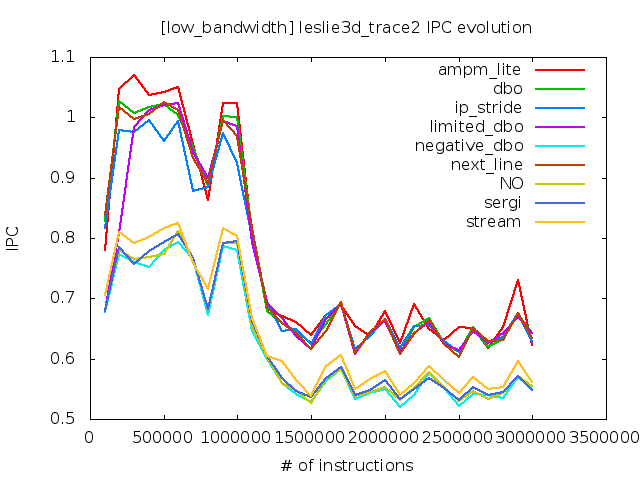 [low_bandwidth] leslie3d_trace2 IPC evolution
1.1
1
0.9
0.8
0.7
0.6
0.5
IPC
ampm_lite
dbo
ip_stride
limited_dbo
negative_dbo
next_line
NO
sergi
stream
0 500000 1000000 1500000 2000000 2500000 3000000 3500000
# of instructions